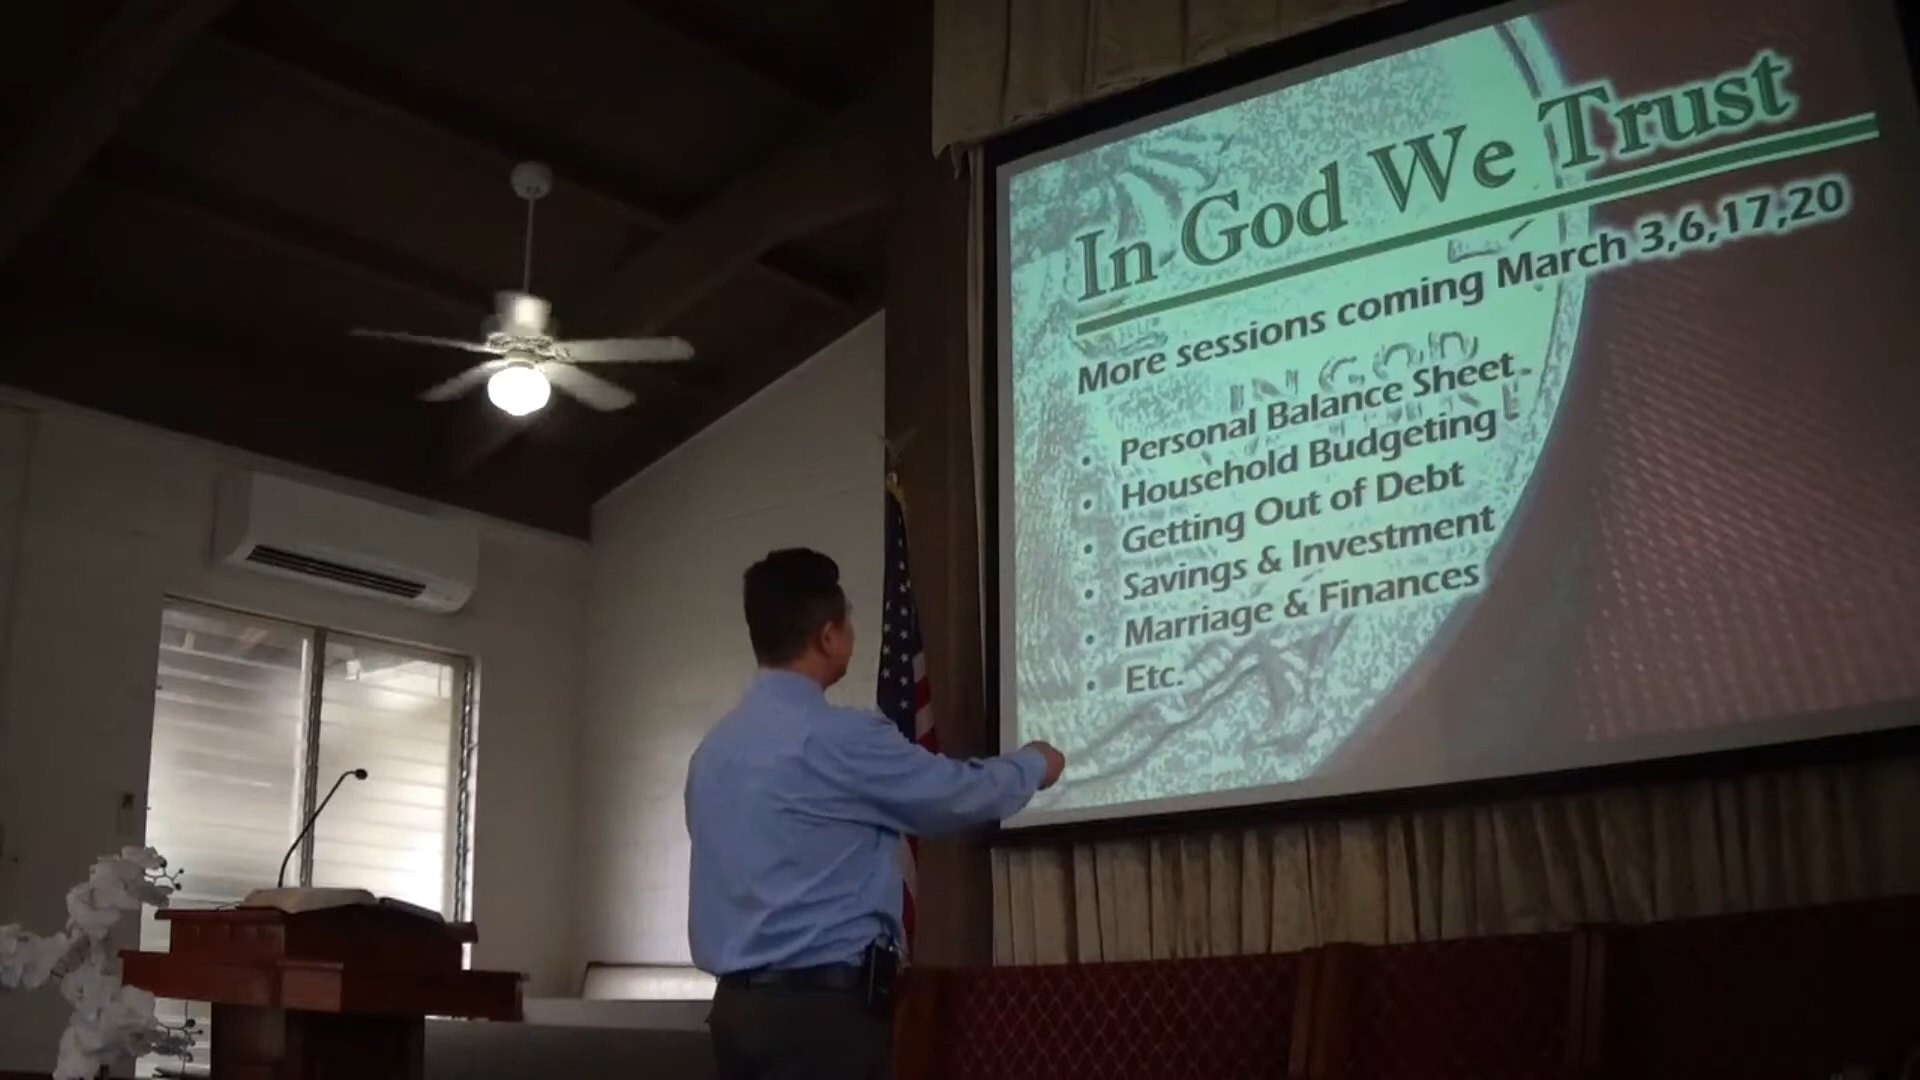 In God We Trust
More sessions coming March 3,6,17,20
• Personal Balance Sheet
• Household Budgeting
• Getting Out of Debt
• Savings & Investment
• Marriage & Finances
• Etc.